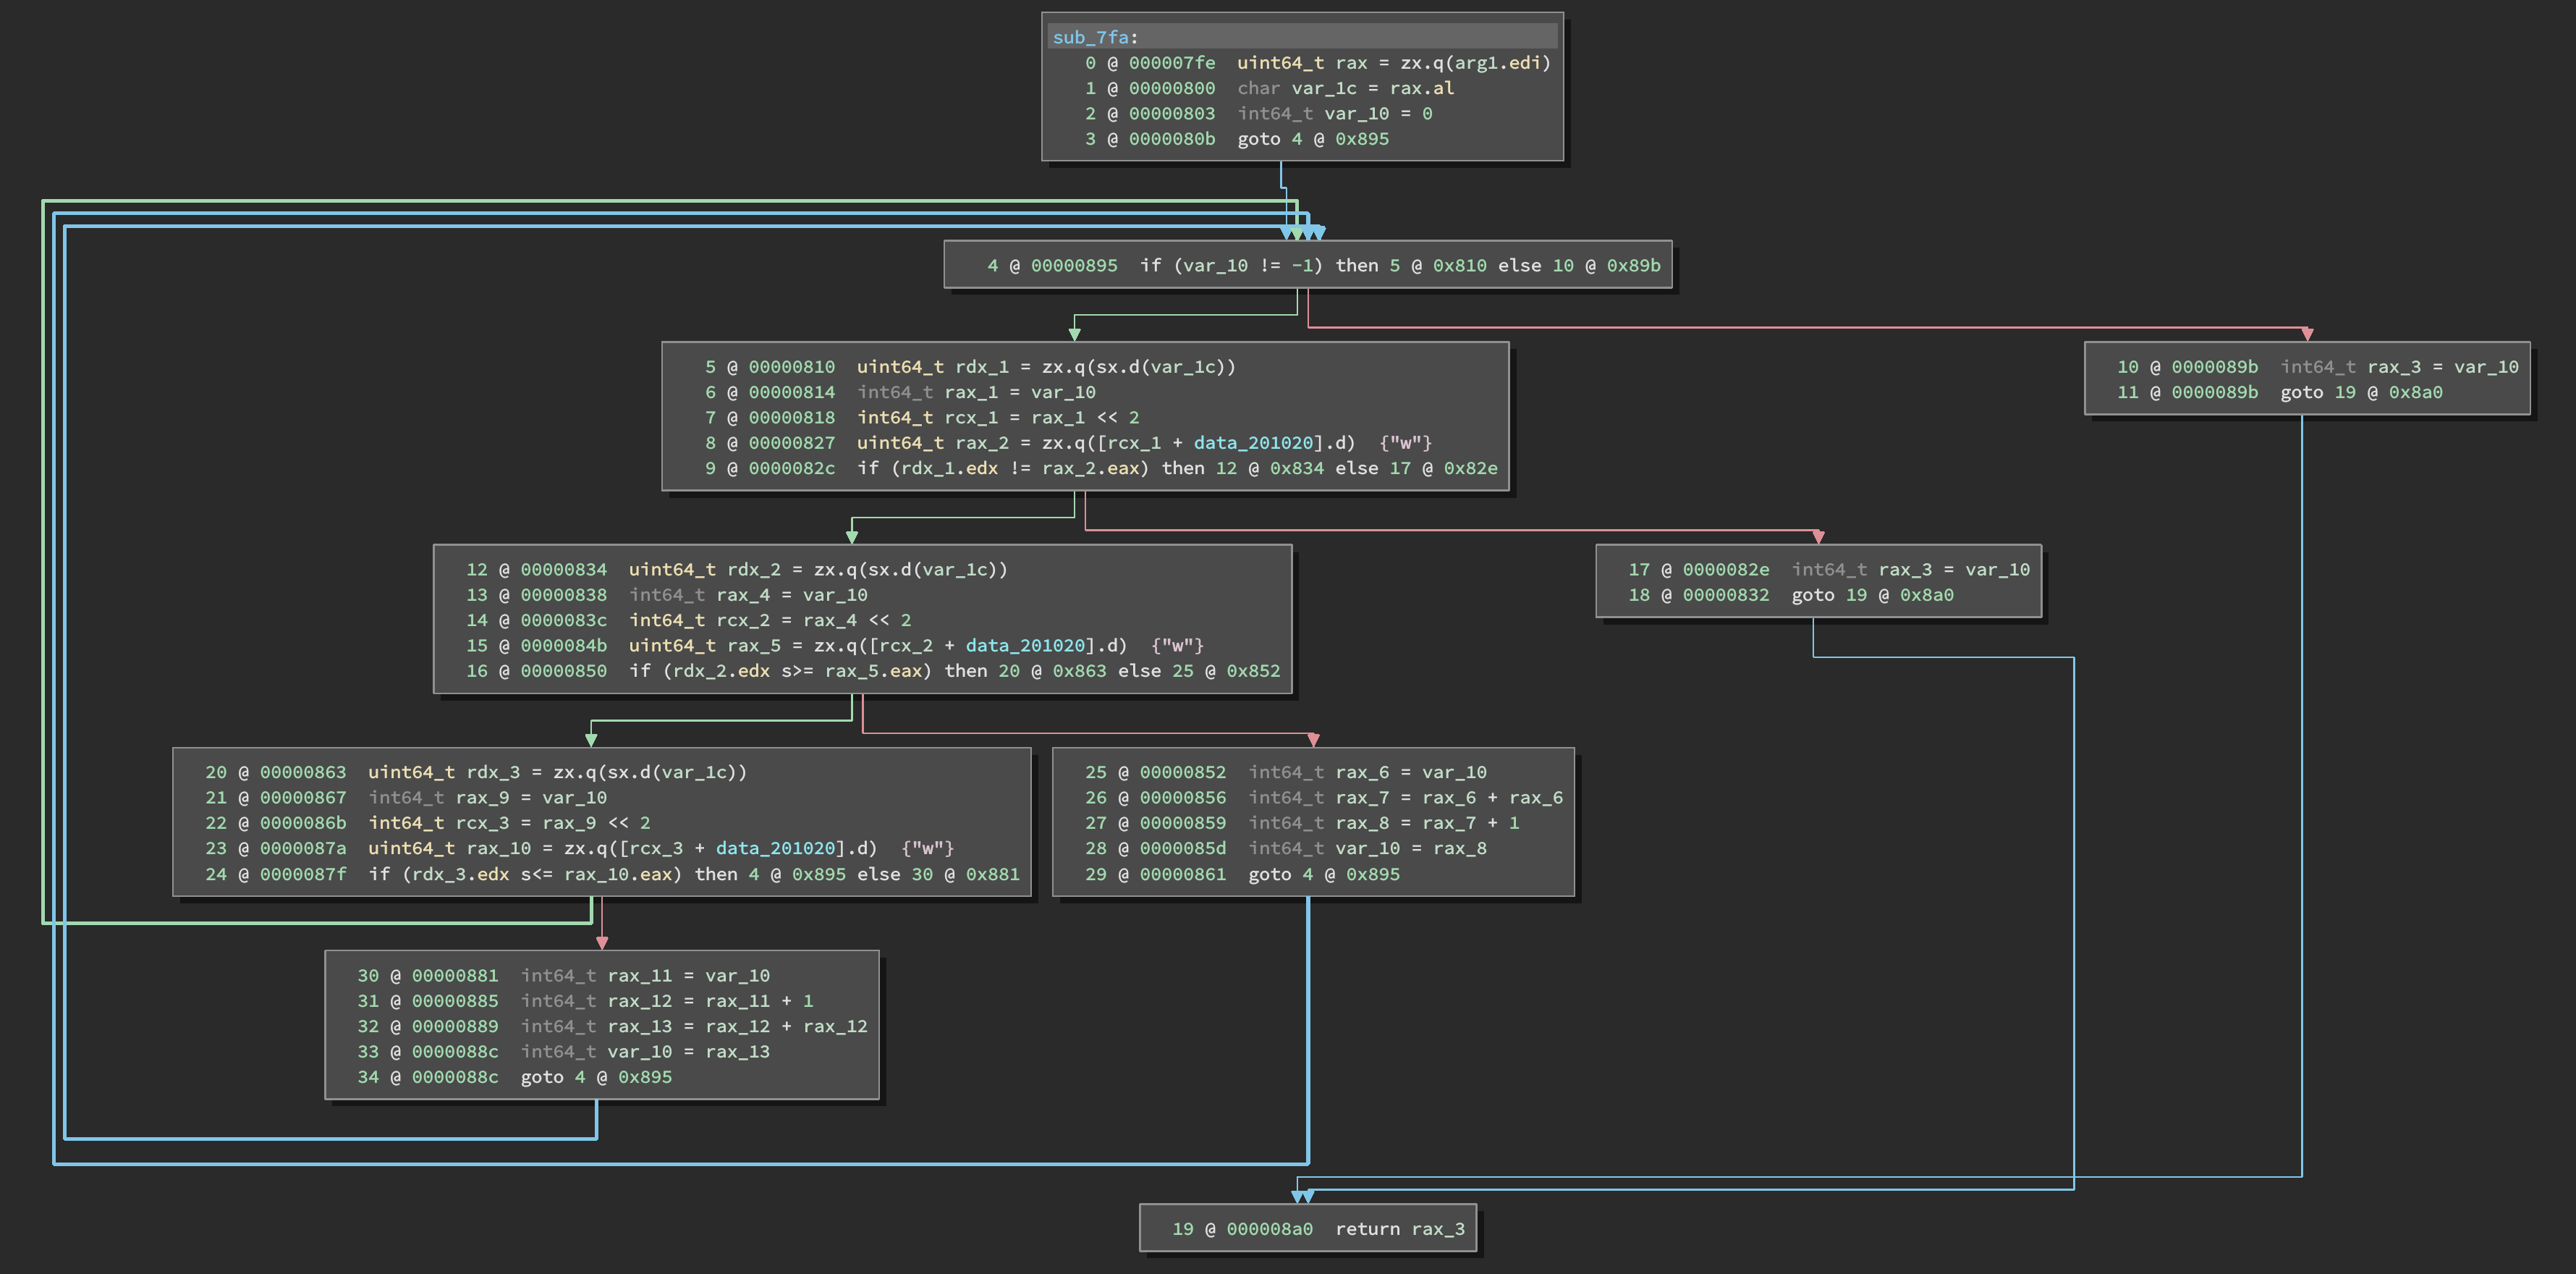 sub_7fa:
0 @ 000007fe uint64_t rax = zx.q(arg1.edi)
1 @ 00000800 char var_1c = rax.al
2 @ 00000803 int64_t var_10 = 0
3 @ 0000080b goto 4 @ 0x895
4 @ 00000895 if (var_10 != -1) then 5 @ 0x810 else 10 @ 0x89b
5 @ 00000810 uint64_t rdx_1 = zx.q(sx.d(var_1c))
6 @ 00000814 int64_t rax_1 = var_10
7 @ 00000818 int64_t rcx_1 = rax_1 << 2
8 @ 00000827 uint64_t rax_2 = zx.q([rcx_1 + data_201020].d) {"w"}
9 @ 0000082c if (rdx_1.edx != rax_2.eax) then 12 @ 0x834 else 17 @ 0x82e
10 @ 0000089b int64_t rax_3 = var_10
11 @ 0000089b goto 19 @ 0x8a0
12 @ 00000834 uint64_t rdx_2 = zx.q(sx.d(var_1c))
13 @ 00000838 int64_t rax_4 = var_10
14 @ 0000083c int64_t rcx_2 = rax_4 << 2
15 @ 0000084b uint64_t rax_5 = zx.q([rcx_2 + data_201020].d) {"w"}
16 @ 00000850 if (rdx_2.edx s>= rax_5.eax) then 20 @ 0x863 else 25 @ 0x852
17 @ 0000082e int64_t rax_3 = var_10
18 @ 00000832 goto 19 @ 0x8a0
20 @ 00000863 uint64_t rdx_3 = zx.q(sx.d(var_1c))
21 @ 00000867 int64_t rax_9 = var_10
22 @ 0000086b int64_t rcx_3 = rax_9 << 2
23 @ 0000087a uint64_t rax_10 = zx.q([rcx_3 + data_201020].d) {"w"}
24 @ 0000087f if (rdx_3.edx s<= rax_10.eax) then 4 @ 0x895 else 30 @ 0x881
25 @ 00000852 int64_t rax_6 = var_10
26 @ 00000856 int64_t rax_7 = rax_6 + rax_6
27 @ 00000859 int64_t rax_8 = rax_7 + 1
28 @ 0000085d int64_t var_10 = rax_8
29 @ 00000861 goto 4 @ 0x895
30 @ 00000881 int64_t rax_11 = var_10
31 @ 00000885 int64_t rax_12 = rax_11 + 1
32 @ 00000889 int64_t rax_13 = rax_12 + rax_12
33 @ 0000088c int64_t var_10 = rax_13
34 @ 0000088c goto 4 @ 0x895
19 @ 000008a0 return rax_3